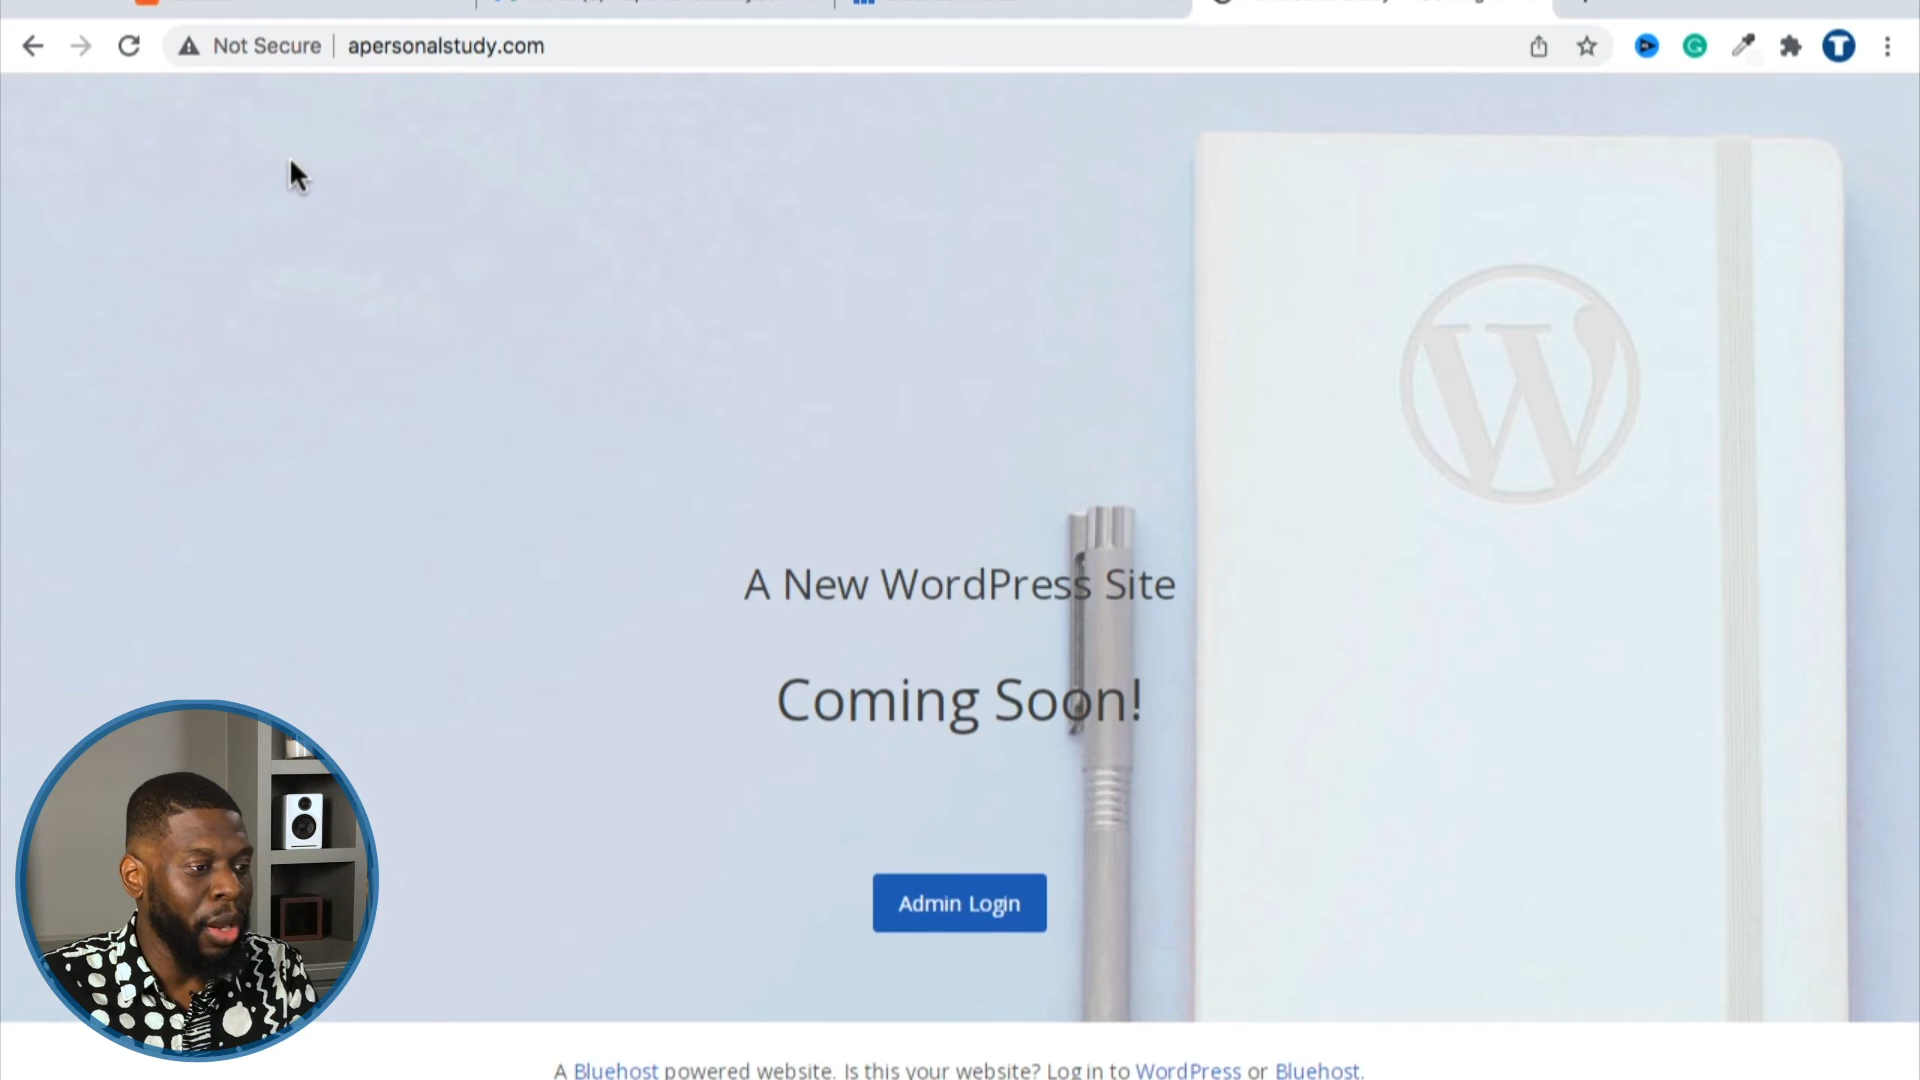 Not Secure apersonalstudy.com
A New WordPress Site
Coming Soon!
Admin Login
A Bluehost powered website. Is this your website? Log in to WordPress or Bluehost.